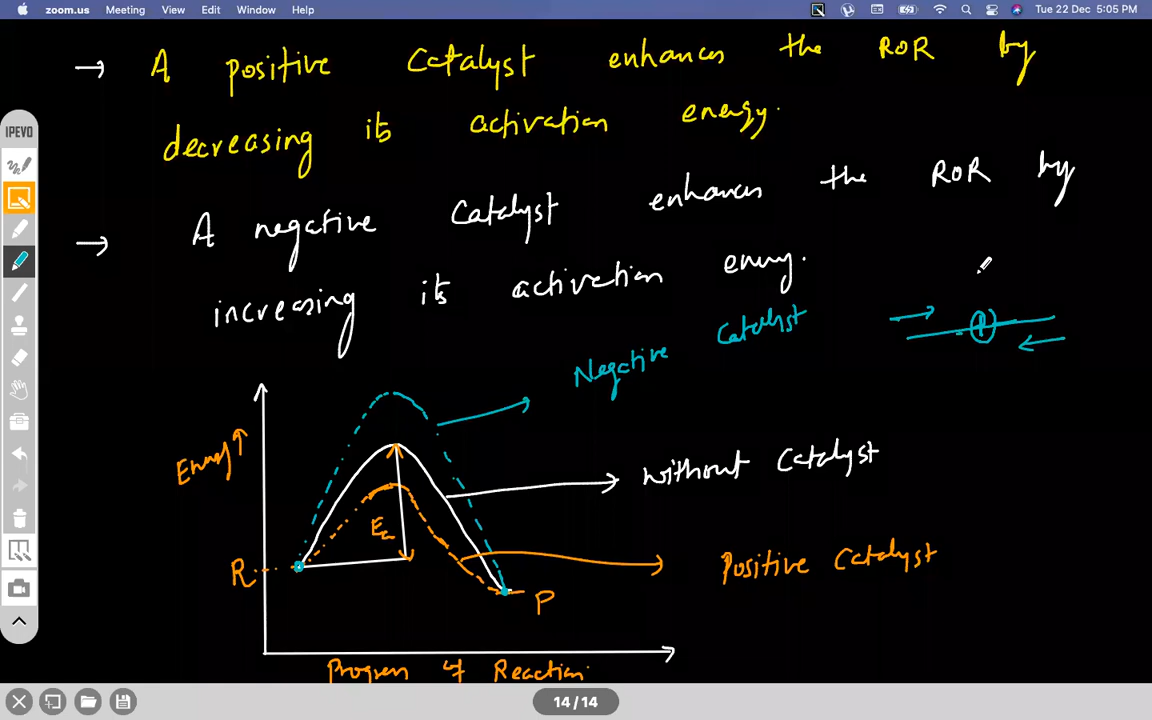 zoom.us Meeting View Edit Window Help Tue 22 Dec 5:05 PM
→ A positive Catalyst enhances the ROR by
decreasing its activation energy.
→ A negative Catalyst enhances the ROR by
increasing its activation energy.
IPEVO
Negative Catalyst
Energy↑
without Catalyst
Ea
R
Positive Catalyst
P
Progress of Reaction
14/14